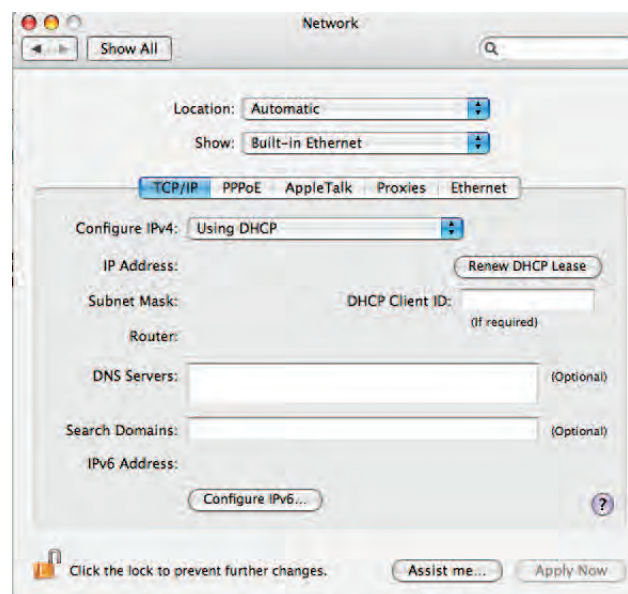 Network
Show All
Location: Automatic
Show: Built-in Ethernet
TCP/IP PPPoE AppleTalk Proxies Ethernet
Configure IPv4: Using DHCP
IP Address: Renew DHCP Lease
Subnet Mask: DHCP Client ID:
(If required)
Router:
DNS Servers: (Optional)
Search Domains: (Optional)
IPv6 Address:
Configure IPv6... ?
Click the lock to prevent further changes. Assist me... Apply Now